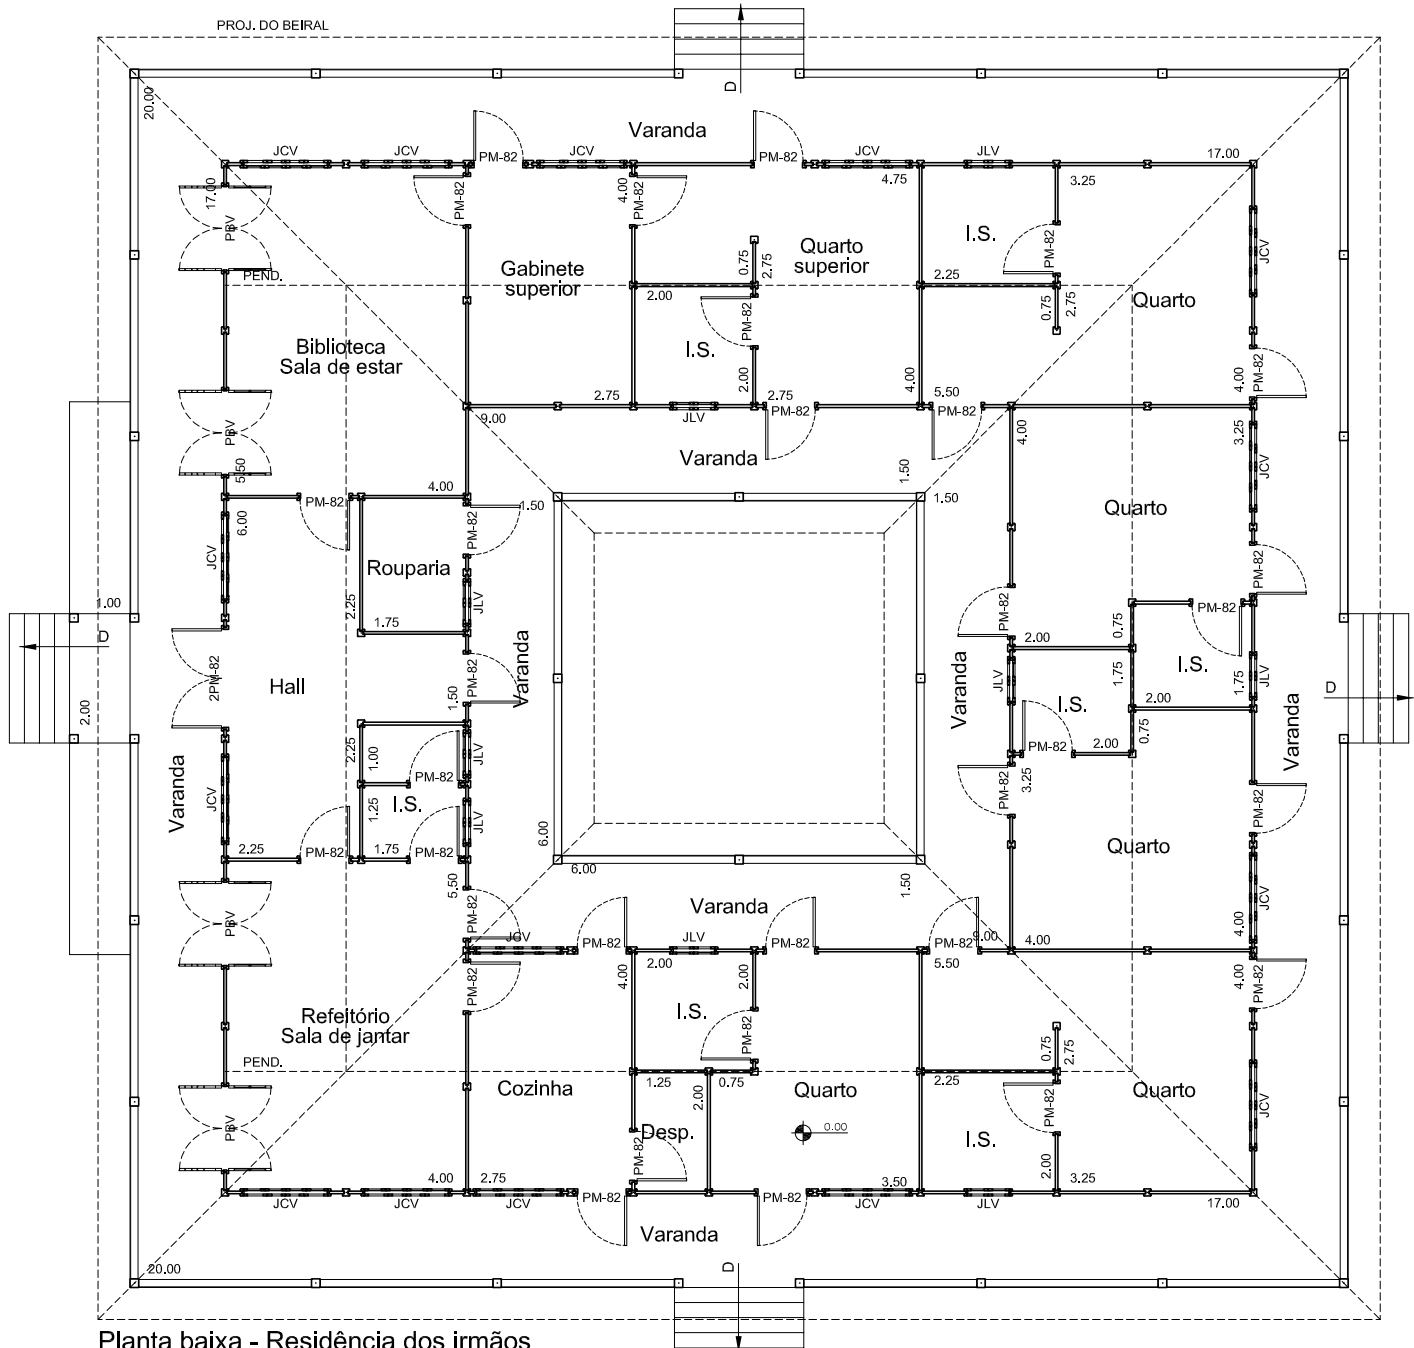 PROJ. DO BEIRAL
D
20.00
Varanda
JCV
JCV
PM-82
JCV
PM-82
JCV
JLV
17.00
17.00
PM-82
4.00
PM-82
4.75
3.25
PBV
PEND.
Gabinete
superior
0.75
2.75
Quarto
superior
I.S.
PM-82
JCV
2.00
2.25
0.75
2.75
Quarto
Biblioteca
Sala de estar
I.S.
PM-82
2.00
2.75
2.75
4.00
5.50
4.00
PM-82
9.00
JLV
PM-82
PM-82
4.00
3.25
JCV
PBV
5.50
Varanda
1.50
4.00
PM-82
1.50
1.50
6.00
PM-82
Quarto
JCV
Rouparia
JLV
PM-82
PM-82
2.25
1.75
1.00
D
2PM-82
Hall
1.50
PM-82
Varanda
Varanda
2.00
0.75
PM-82
I.S.
1.75
JLV
JLV
I.S.
1.75
2.00
D
2.00
Varanda
JCV
2.25
1.00
JLV
PM-82
I.S.
1.25
JLV
PM-82
2.00
0.75
3.25
PM-82
Varanda
PM-82
2.25
PM-82
1.75
PM-82
6.00
6.00
5.50
1.50
Quarto
PBV
PM-82
JCV
PM-82
Varanda
JLV
PM-82
PM-82
9.00
4.00
4.00
JCV
PM-82
4.00
2.00
2.00
5.50
4.00
PM-82
Refeitório
Sala de jantar
I.S.
PM-82
0.75
2.75
PEND.
Cozinha
1.25
0.75
2.00
Quarto
2.25
PM-82
Quarto
JCV
PBV
Desp.
PM-82
0.00
I.S.
2.00
4.00
2.75
3.50
3.25
JCV
JCV
JCV
PM-82
PM-82
JCV
JLV
17.00
Varanda
20.00
D
Planta baixa - Residência dos irmãos